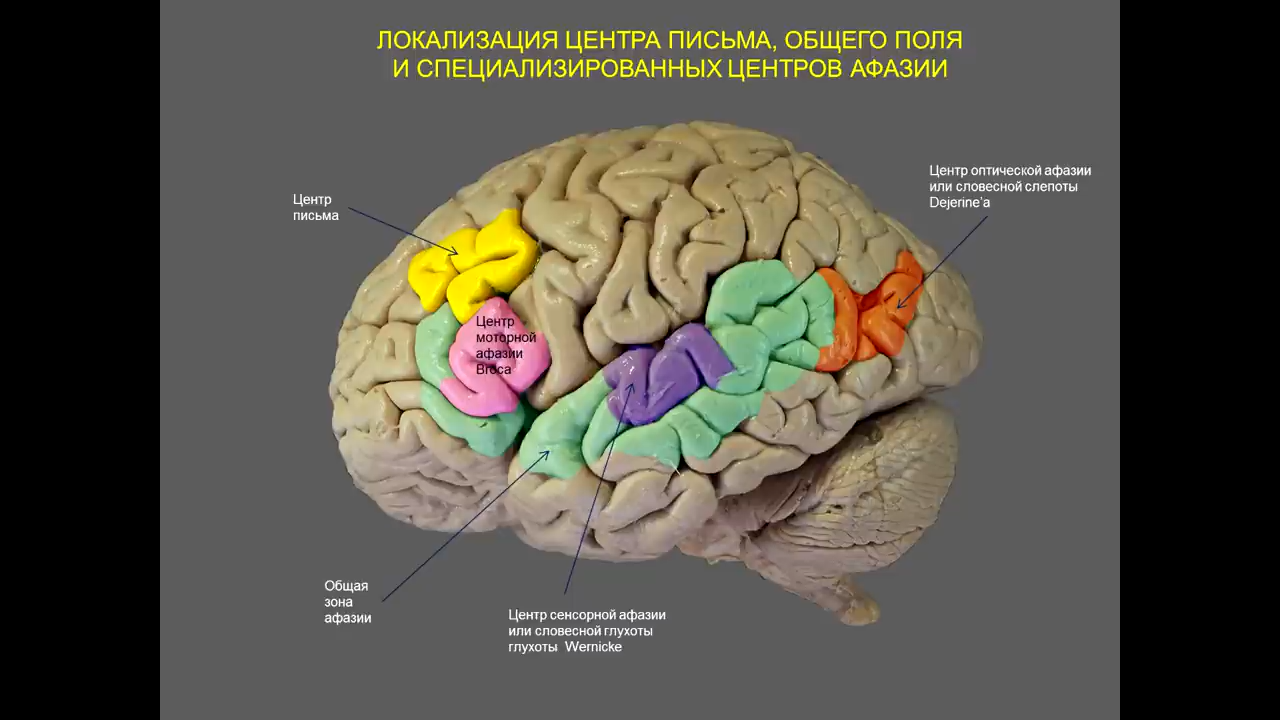 ЛОКАЛИЗАЦИЯ ЦЕНТРА ПИСЬМА, ОБЩЕГО ПОЛЯ
И СПЕЦИАЛИЗИРОВАННЫХ ЦЕНТРОВ АФАЗИИ
Центр оптической афазии
или словесной слепоты
Dejerine’a
Центр
письма
Центр
моторной
афазии
Broca
Общая
зона
афазии
Центр сенсорной афазии
или словесной глухоты
глухоты Wernicke